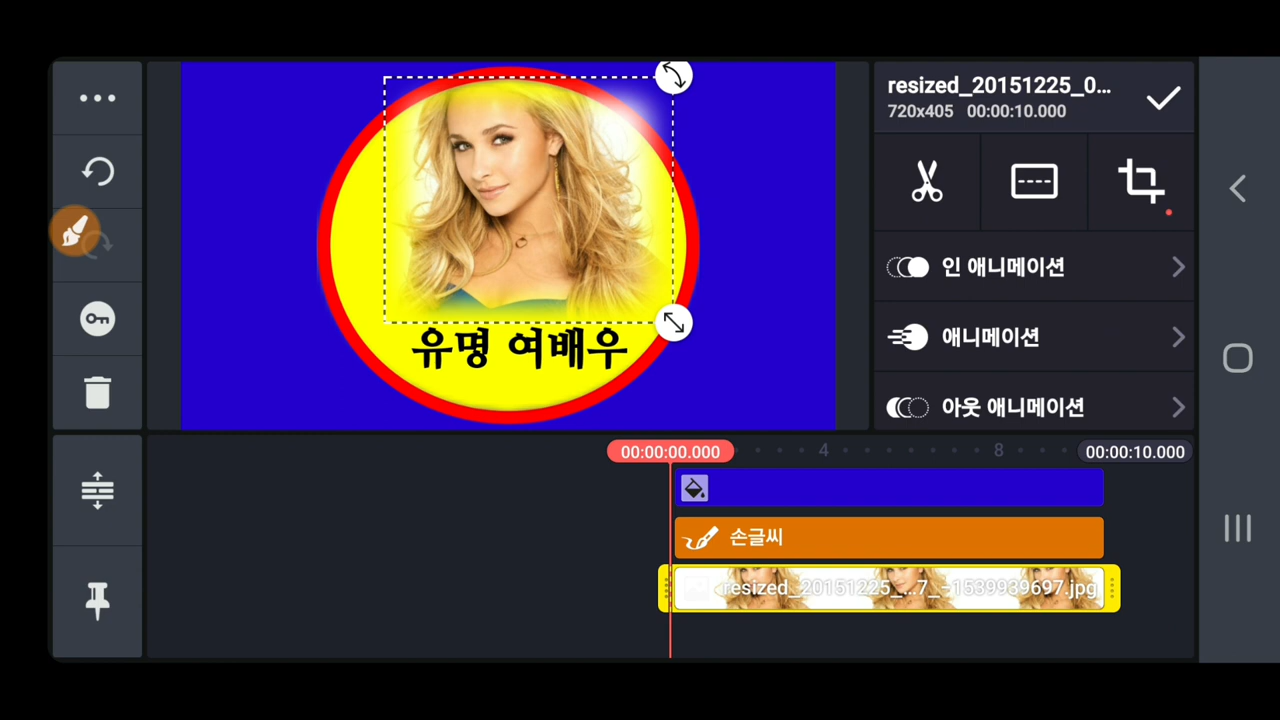 resized_20151225_0...
720x405 00:00:10.000
인 애니메이션
애니메이션
아웃 애니메이션
유명 여배우
00:00:00.000
4
8
00:00:10.000
손글씨
resized_20151225_...7_-1539939697.jpg